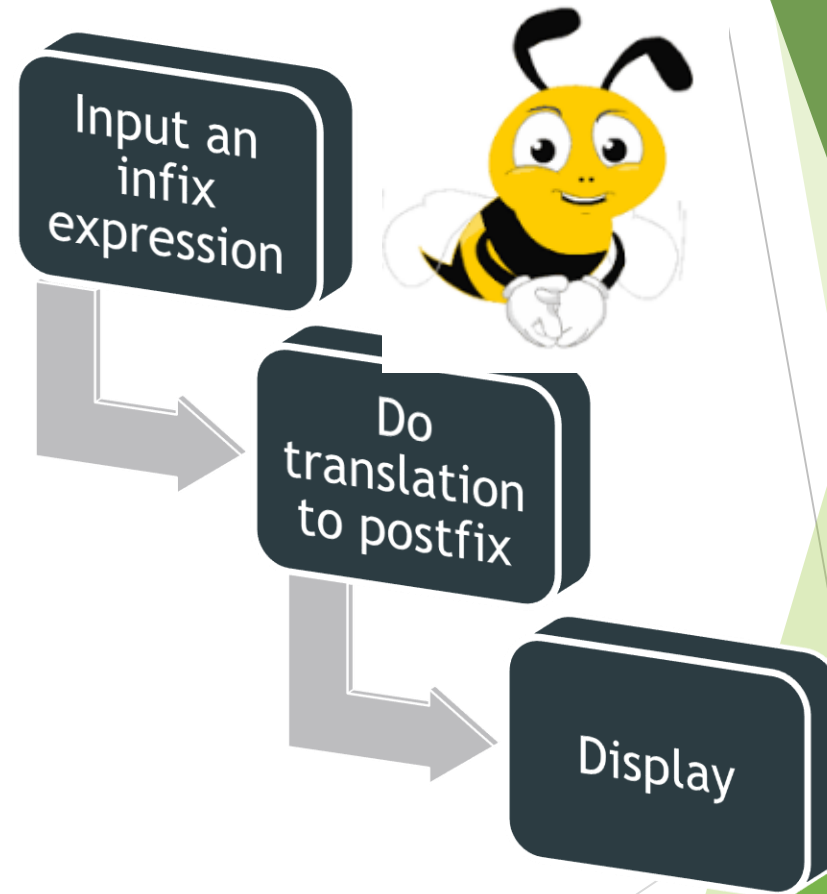 Input an
infix
expression
Do
translation
to postfix
Display